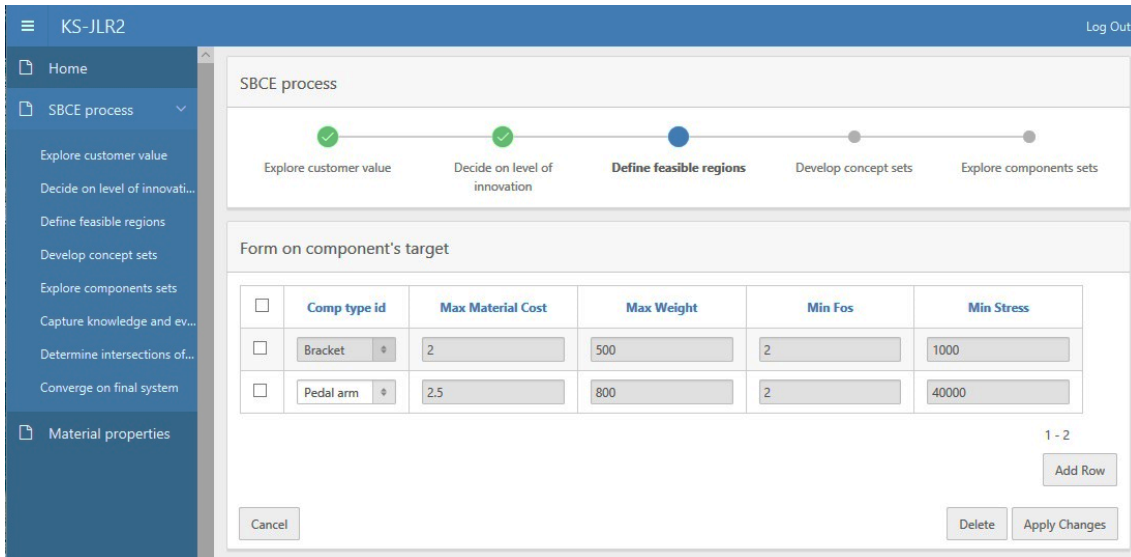 KS-JLR2
Log Out
Home
SBCE process
Explore customer value
Decide on level of innovati...
Define feasible regions
Develop concept sets
Explore components sets
Capture knowledge and ev...
Determine intersections of...
Converge on final system
Material properties
SBCE process
Explore customer value
Decide on level of
innovation
Define feasible regions
Develop concept sets
Explore components sets
Form on component's target
Comp type id Max Material Cost Max Weight Min Fos Min Stress
Bracket 2 500 2 1000
Pedal arm 2.5 800 2 40000
1 - 2
Add Row
Cancel Delete Apply Changes